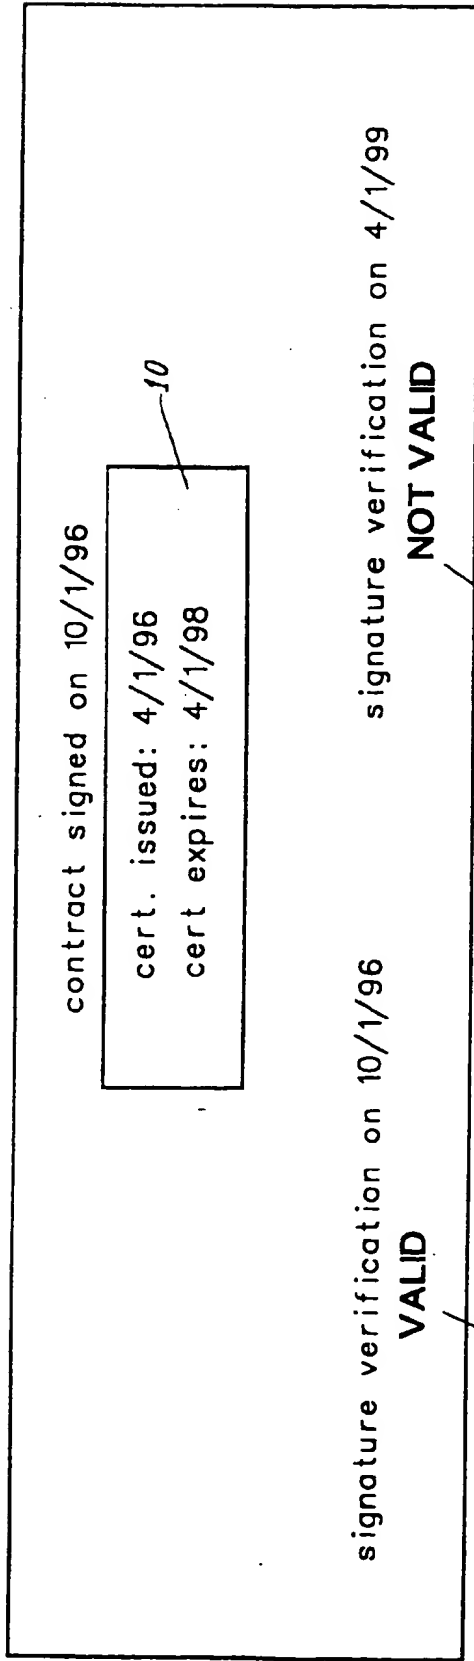 contract signed on 10/1/96
cert. issued: 4/1/96
cert expires: 4/1/98
10
signature verification on 10/1/96
VALID
signature verification on 4/1/99
NOT VALID